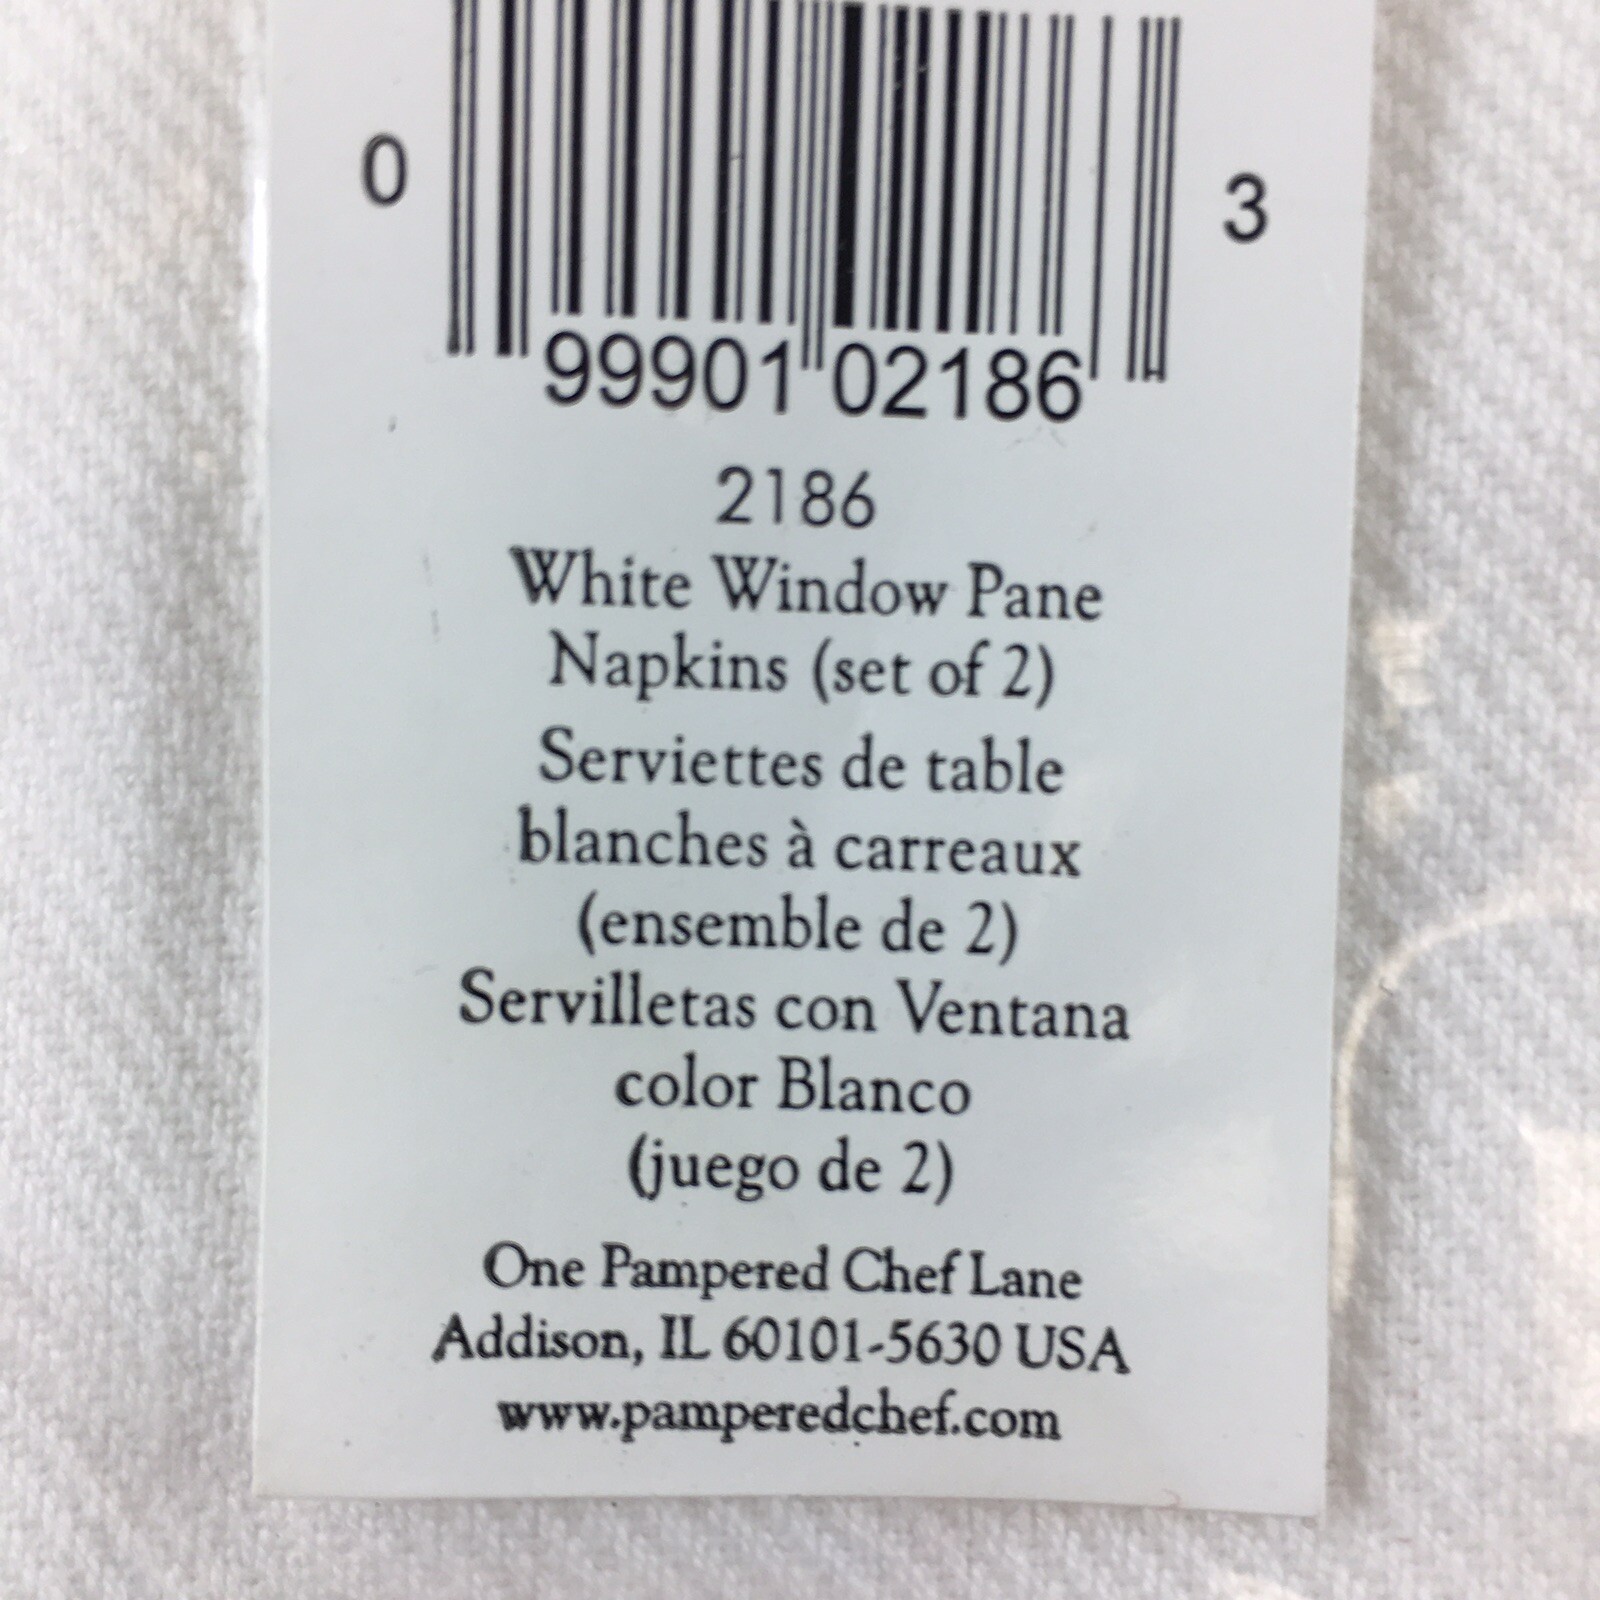 0 99901 02186 3
2186
White Window Pane
Napkins (set of 2)
Serviettes de table
blanches à carreaux
(ensemble de 2)
Servilletas con Ventana
color Blanco
(juego de 2)
One Pampered Chef Lane
Addison, IL 60101-5630 USA
www.pamperedchef.com